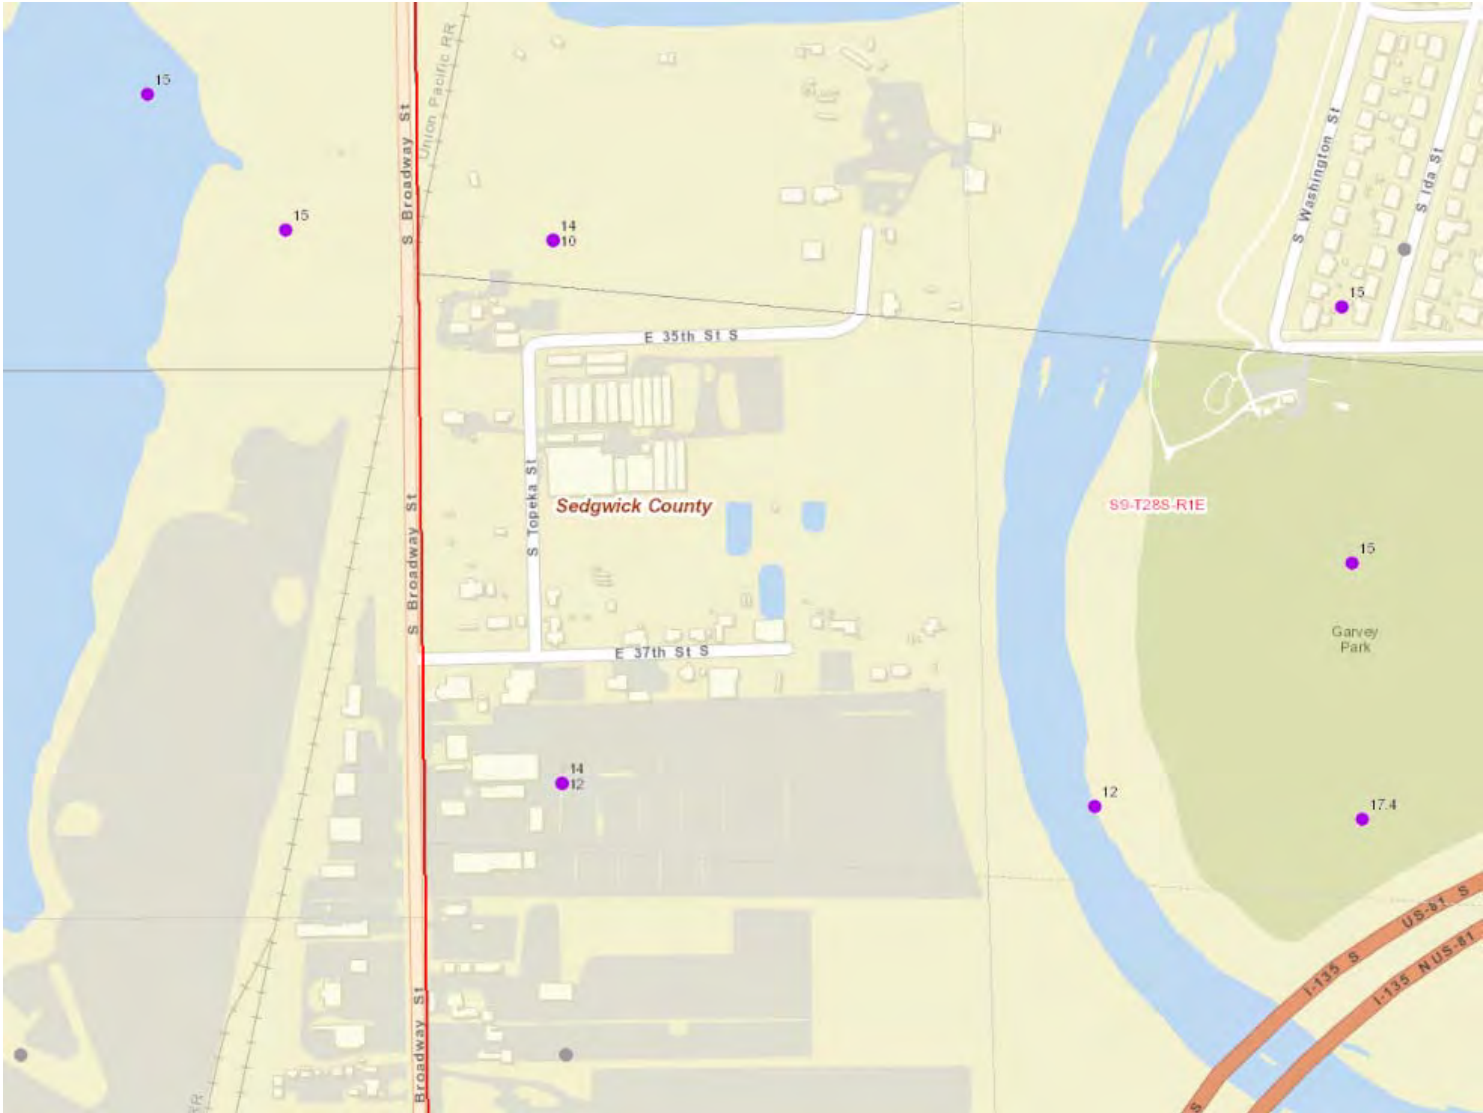 15
Union Pacific RR
S Broadway St
S Washington St
S Ida St
15
14
10
15
E 35th St S
S Topeka St
Sedgwick County
S9-T28S-R1E
S Broadway St
15
Garvey
Park
E 37th St S
14
12
12
17.4
US-81 S
I-135 S
I-135 N US-81
Broadway St
S
RR